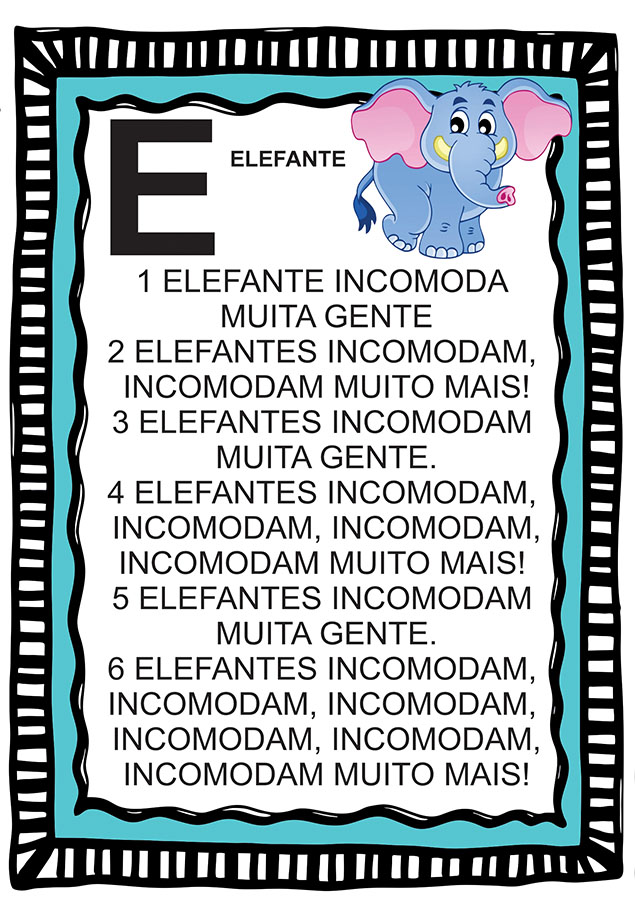 E
ELEFANTE
1 ELEFANTE INCOMODA
MUITA GENTE
2 ELEFANTES INCOMODAM,
INCOMODAM MUITO MAIS!
3 ELEFANTES INCOMODAM
MUITA GENTE.
4 ELEFANTES INCOMODAM,
INCOMODAM, INCOMODAM,
INCOMODAM MUITO MAIS!
5 ELEFANTES INCOMODAM
MUITA GENTE.
6 ELEFANTES INCOMODAM,
INCOMODAM, INCOMODAM,
INCOMODAM, INCOMODAM,
INCOMODAM MUITO MAIS!